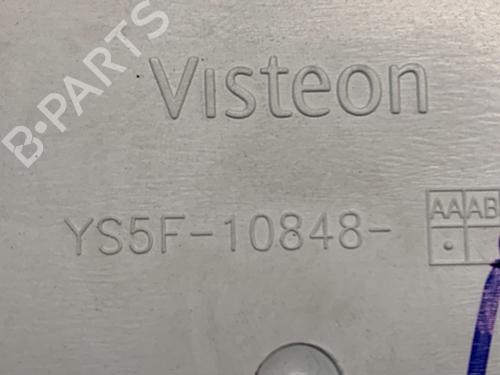 B-PARTS
Visteon
YS5F-10848-
AA AB